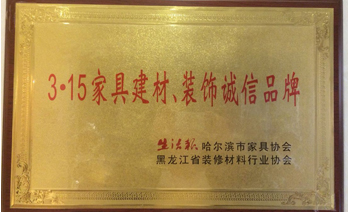 3•15家具建材、装饰诚信品牌
生活报 哈尔滨市家具协会
黑龙江省装修材料行业协会